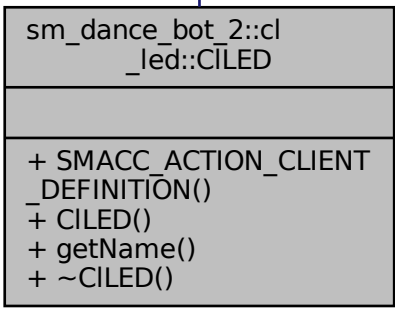 sm_dance_bot_2::cl
_led::ClLED
+ SMACC_ACTION_CLIENT
_DEFINITION()
+ ClLED()
+ getName()
+ ~ClLED()